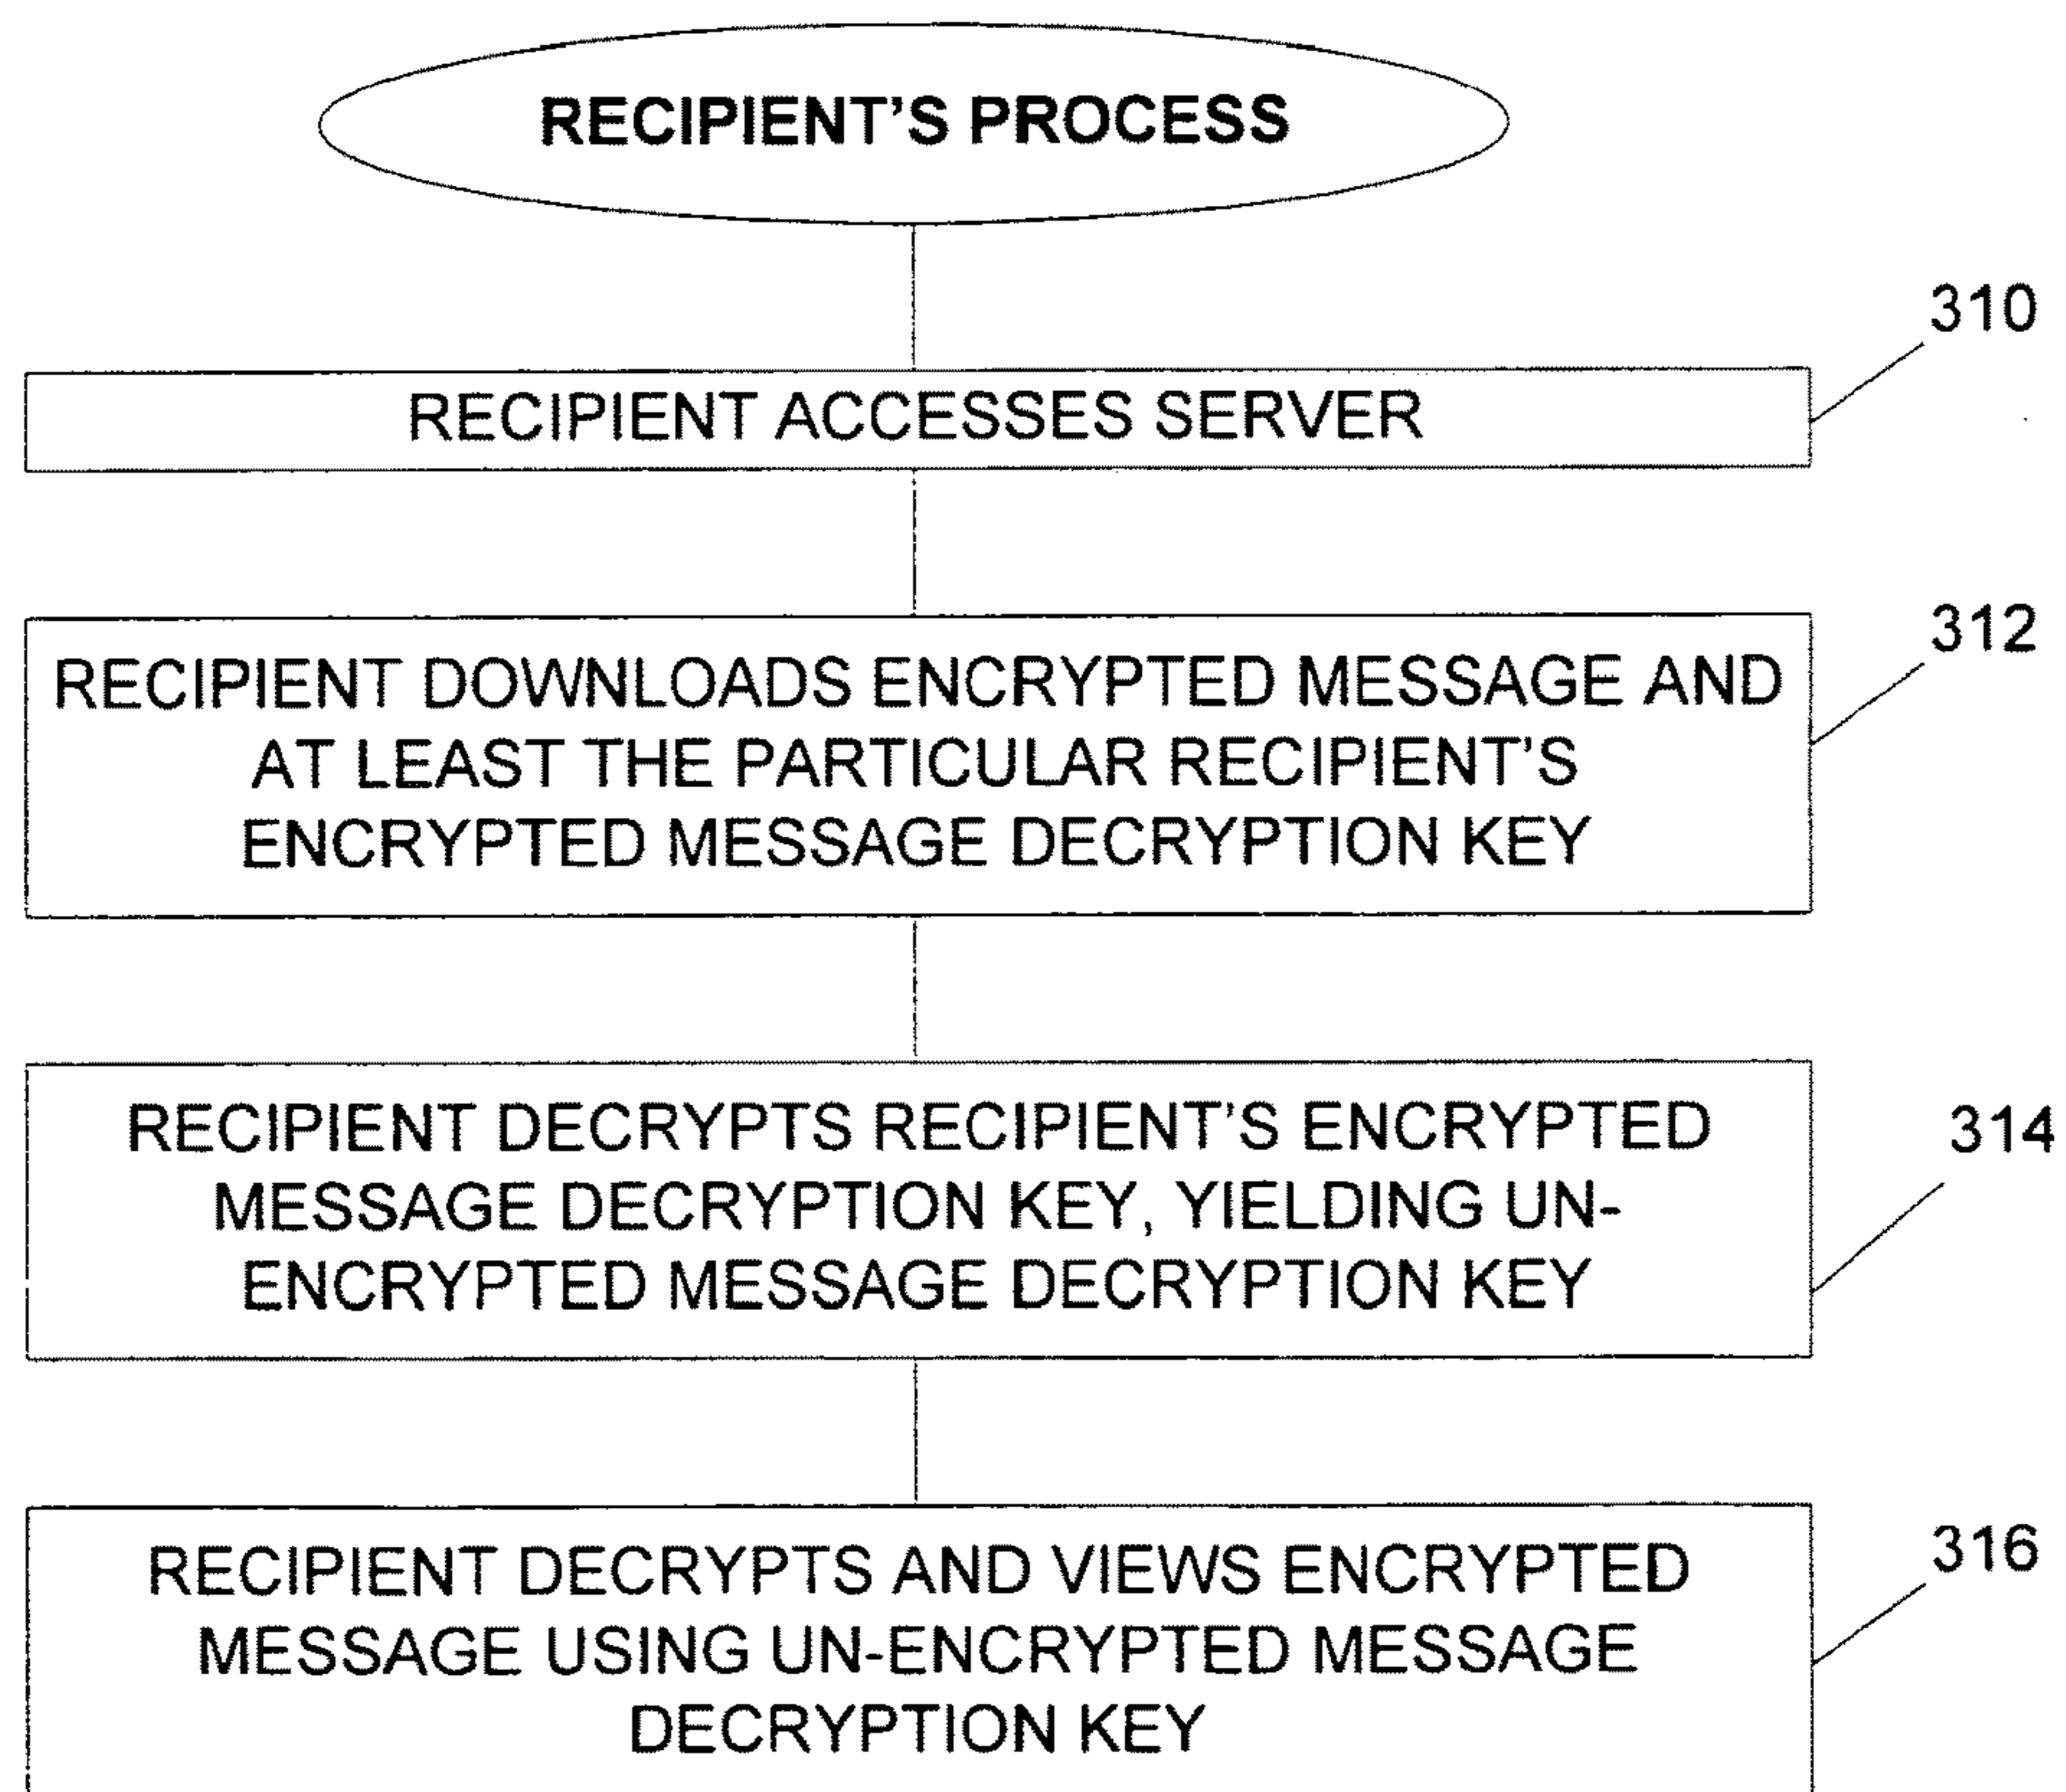 RECIPIENT'S PROCESS
310
RECIPIENT ACCESSES SERVER
312
RECIPIENT DOWNLOADS ENCRYPTED MESSAGE AND
AT LEAST THE PARTICULAR RECIPIENT'S
ENCRYPTED MESSAGE DECRYPTION KEY
314
RECIPIENT DECRYPTS RECIPIENT'S ENCRYPTED
MESSAGE DECRYPTION KEY, YIELDING UN-
ENCRYPTED MESSAGE DECRYPTION KEY
316
RECIPIENT DECRYPTS AND VIEWS ENCRYPTED
MESSAGE USING UN-ENCRYPTED MESSAGE
DECRYPTION KEY